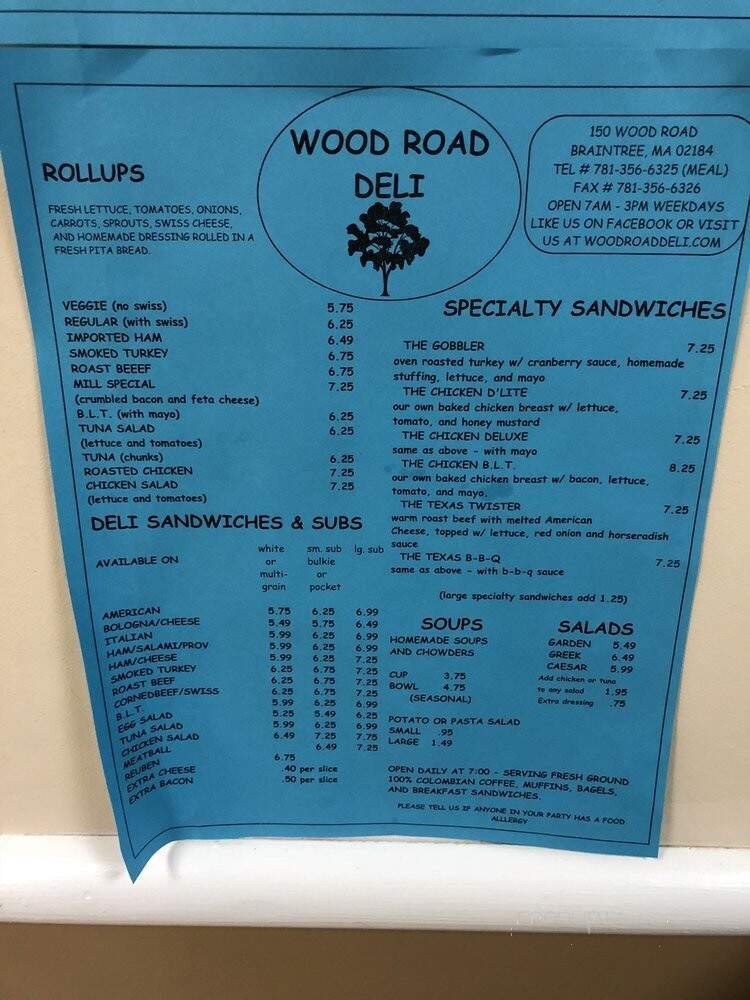 WOOD ROAD
DELI
150 WOOD ROAD
BRAINTREE, MA 02184
TEL # 781-356-6325 (MEAL)
FAX # 781-356-6326
OPEN 7AM - 3PM WEEKDAYS
LIKE US ON FACEBOOK OR VISIT
US AT WOODROADDELI.COM
ROLLUPS
FRESH LETTUCE, TOMATOES, ONIONS,
CARROTS, SPROUTS, SWISS CHEESE,
AND HOMEMADE DRESSING ROLLED IN A
FRESH PITA BREAD.
VEGGIE (no swiss) 5.75
REGULAR (with swiss) 6.25
IMPORTED HAM 6.49
SMOKED TURKEY 6.75
ROAST BEEEF 6.75
MILL SPECIAL 7.25
(crumbled bacon and feta cheese)
B.L.T. (with mayo) 6.25
TUNA SALAD 6.25
(lettuce and tomatoes)
TUNA (chunks) 6.25
ROASTED CHICKEN 7.25
CHICKEN SALAD 7.25
(lettuce and tomatoes)
DELI SANDWICHES & SUBS
AVAILABLE ON
white or multi-grain
sm. sub bulkie or pocket
lg. sub
AMERICAN 5.75 6.25 6.99
BOLOGNA/CHEESE 5.49 5.75 6.49
ITALIAN 5.99 6.25 6.99
HAM/SALAMI/PROV 5.99 6.25 6.99
HAM/CHEESE 5.99 6.25 7.25
SMOKED TURKEY 6.25 6.75 7.25
ROAST BEEF 6.25 6.75 7.25
CORNEDBEEF/SWISS 6.25 6.75 7.25
B.L.T. 5.99 6.25 6.99
EGG SALAD 5.25 5.49 6.25
TUNA SALAD 5.99 6.25 6.99
CHICKEN SALAD 6.49 7.25 7.75
MEATBALL 6.49 7.25
REUBEN 6.75
EXTRA CHEESE .40 per slice
EXTRA BACON .50 per slice
SPECIALTY SANDWICHES
THE GOBBLER 7.25
oven roasted turkey w/ cranberry sauce, homemade
stuffing, lettuce, and mayo
THE CHICKEN D'LITE 7.25
our own baked chicken breast w/ lettuce,
tomato, and honey mustard
THE CHICKEN DELUXE 7.25
same as above - with mayo
THE CHICKEN B.L.T. 8.25
our own baked chicken breast w/ bacon, lettuce,
tomato, and mayo.
THE TEXAS TWISTER 7.25
warm roast beef with melted American
Cheese, topped w/ lettuce, red onion and horseradish
sauce
THE TEXAS B-B-Q 7.25
same as above - with b-b-q sauce
(large specialty sandwiches add 1.25)
SOUPS
HOMEMADE SOUPS
AND CHOWDERS
CUP 3.75
BOWL 4.75
(SEASONAL)
POTATO OR PASTA SALAD
SMALL .95
LARGE 1.49
SALADS
GARDEN 5.49
GREEK 6.49
CAESAR 5.99
Add chicken or tuna
to any salad 1.95
Extra dressing .75
OPEN DAILY AT 7:00 - SERVING FRESH GROUND
100% COLOMBIAN COFFEE, MUFFINS, BAGELS,
AND BREAKFAST SANDWICHES.
PLEASE TELL US IF ANYONE IN YOUR PARTY HAS A FOOD
ALLLERGY